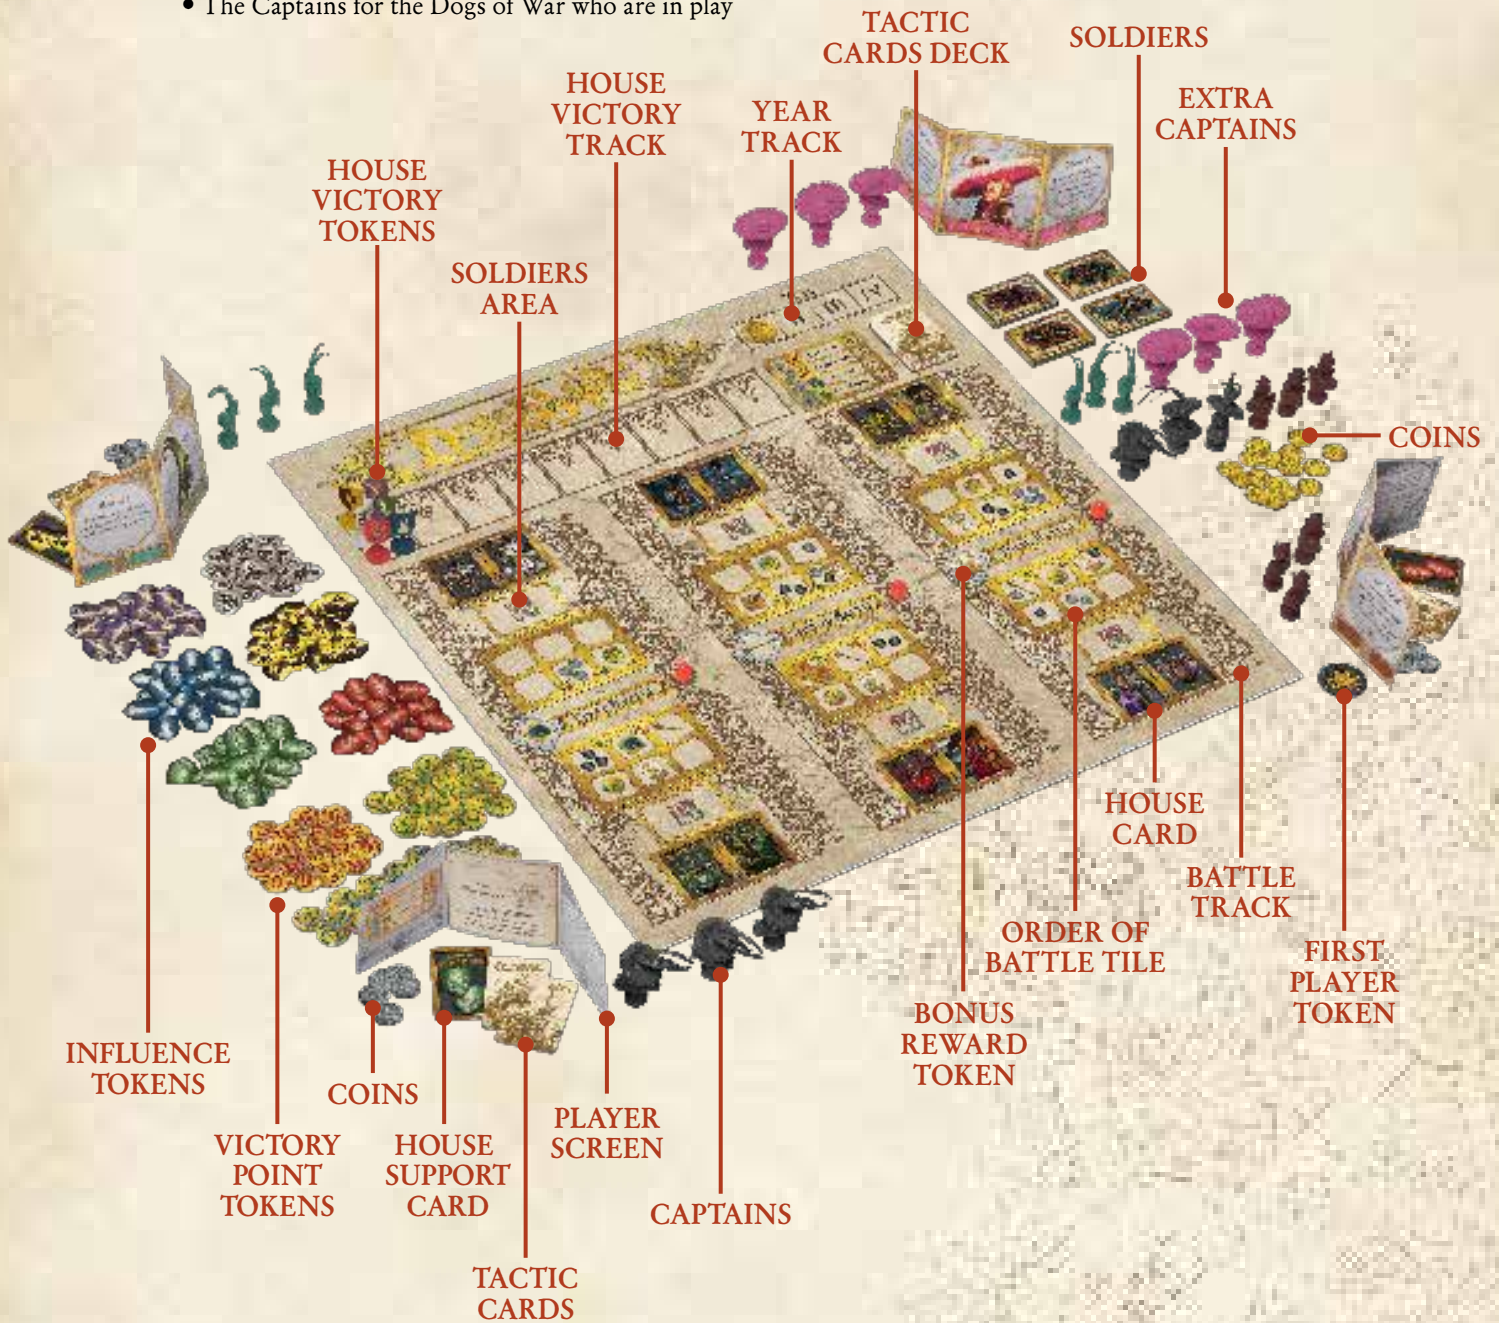 • The Captains for the Dogs of War who are in play
TACTIC
CARDS DECK
SOLDIERS
HOUSE
VICTORY
TRACK
YEAR
TRACK
EXTRA
CAPTAINS
HOUSE
VICTORY
TOKENS
SOLDIERS
AREA
COINS
HOUSE
CARD
BATTLE
TRACK
ORDER OF
BATTLE TILE
FIRST
PLAYER
TOKEN
BONUS
REWARD
TOKEN
INFLUENCE
TOKENS
COINS
PLAYER
SCREEN
VICTORY
POINT
TOKENS
HOUSE
SUPPORT
CARD
CAPTAINS
TACTIC
CARDS